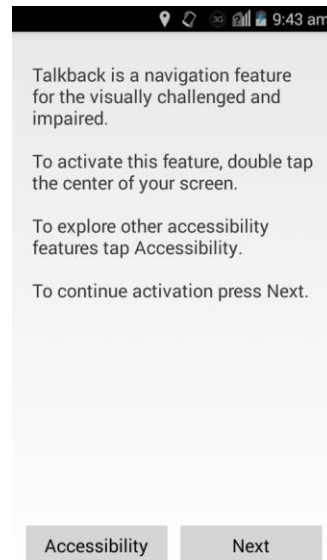 3G 9:43 am
Talkback is a navigation feature
for the visually challenged and
impaired.
To activate this feature, double tap
the center of your screen.
To explore other accessibility
features tap Accessibility.
To continue activation press Next.
Accessibility Next